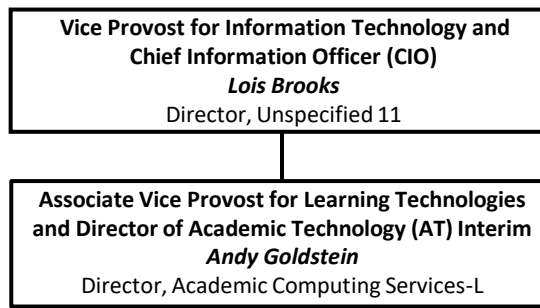 Vice Provost for Information Technology and
Chief Information Officer (CIO)
Lois Brooks
Director, Unspecified 11
Associate Vice Provost for Learning Technologies
and Director of Academic Technology (AT) Interim
Andy Goldstein
Director, Academic Computing Services-L